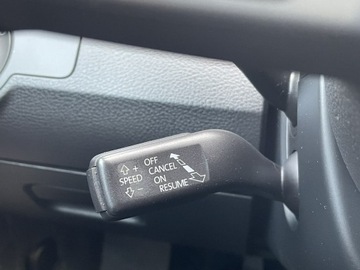 +
SPEED
-
OFF
CANCEL
ON
RESUME